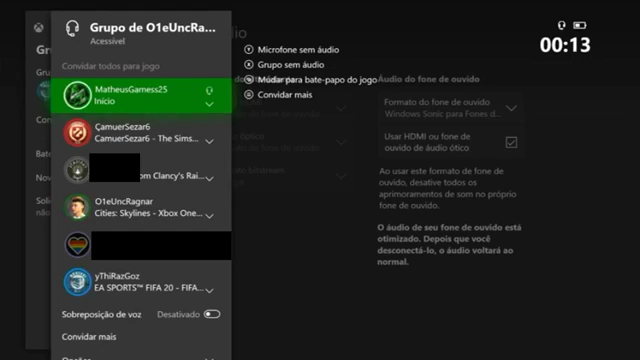 Grupo de O1eUncRa...
Acessível
Convidar todos para jogo
MatheusGamess25
Início
ÇamuerSezar6
CamuerSezar6 - The Sims...
om Clancy's Rai...
O1eUncRagnar
Cities: Skylines - Xbox One...
yThiRazGoz
EA SPORTS™ FIFA 20 - FIFA...
Sobreposição de voz Desativado
Convidar mais
Opções
Microfone sem áudio
Grupo sem áudio
Mudar para bate-papo do jogo
Convidar mais
00:13
Áudio do fone de ouvido
Formato do fone de ouvido
Windows Sonic para Fones d...
Usar HDMI ou fone de
ouvido de áudio ótico
Ao usar este formato de fone
de ouvido, desative todos os
aprimoramentos de som no próprio
fone de ouvido.
O áudio de seu fone de ouvido está
otimizado. Depois que você
desconectá-lo, o áudio voltará ao
normal.